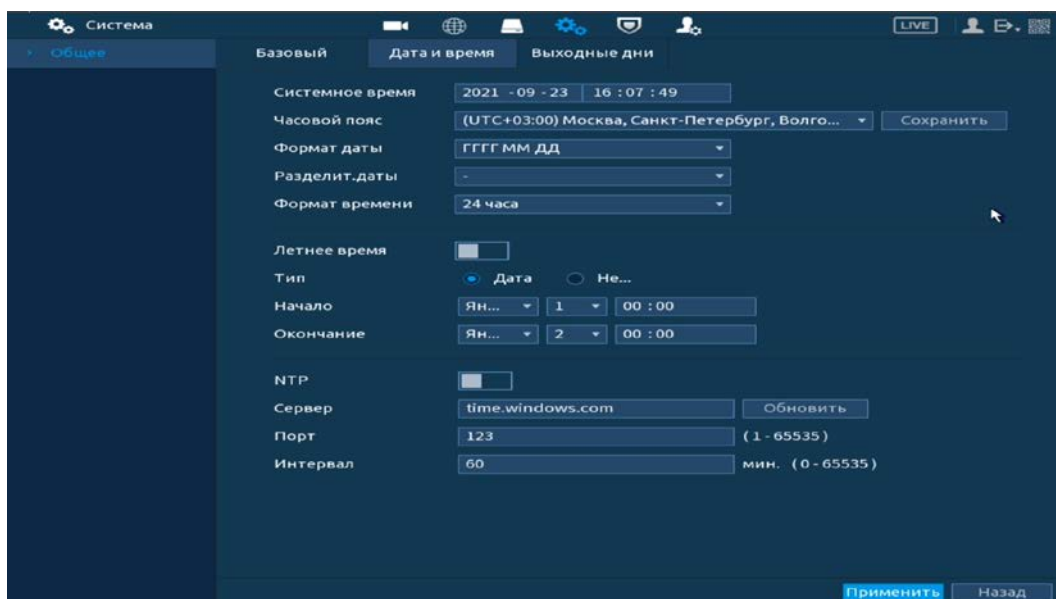 Система LIVE
Общее
Базовый Дата и время Выходные дни
Системное время 2021 - 09 - 23 16 : 07 : 49
Часовой пояс (UTC+03:00) Москва, Санкт-Петербург, Волго... Сохранить
Формат даты ГГГГ ММ ДД
Разделит.даты -
Формат времени 24 часа
Летнее время
Тип Дата Не...
Начало Ян... 1 00 : 00
Окончание Ян... 2 00 : 00
NTP
Сервер time.windows.com Обновить
Порт 123 (1-65535)
Интервал 60 мин. (0-65535)
Применить Назад